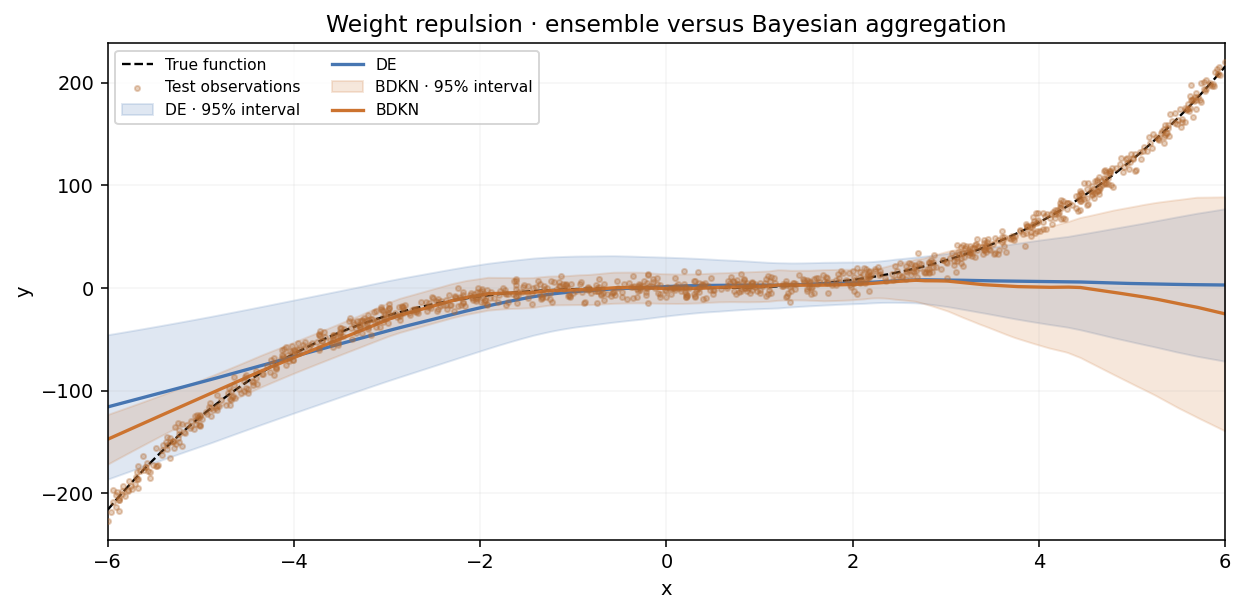 Weight repulsion · ensemble versus Bayesian aggregation
True function
Test observations
DE · 95% interval
DE
BDKN · 95% interval
BDKN
y
200
100
0
−100
−200
−6
−4
−2
0
2
4
6
x